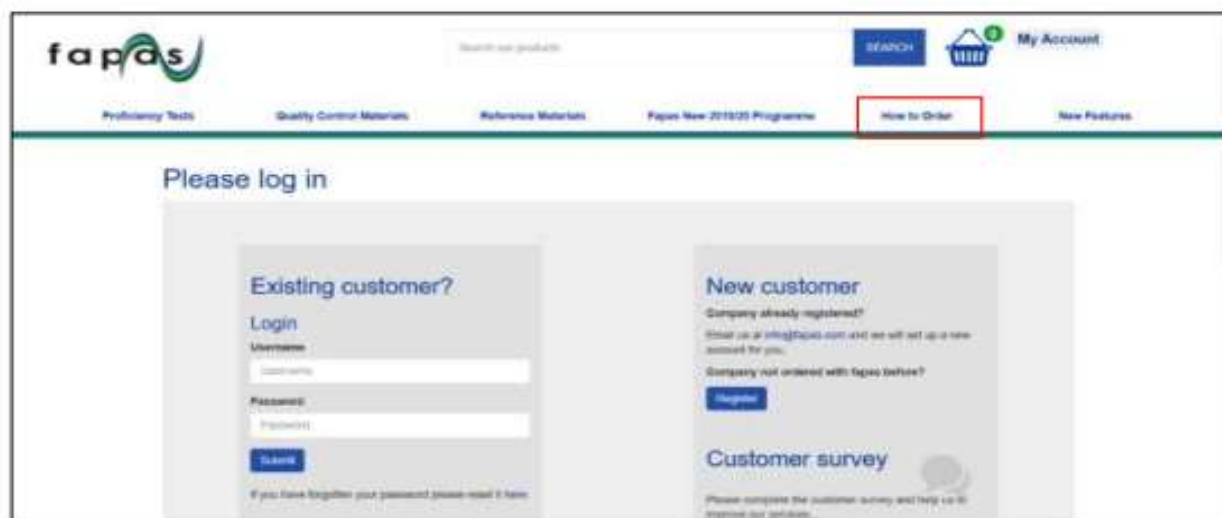 fapas
Search our products
SEARCH
0
My Account
Proficiency Tests
Quality Control Materials
Reference Materials
Fapas New 2019/20 Programme
How to Order
New Features
Please log in
Existing customer?
Login
Username
Username
Password
Password
Submit
If you have forgotten your password please reset it here
New customer
Company already registered?
Email us at info@fapas.com and we will set up a new
account for you.
Company not ordered with fapas before?
Register
Customer survey
Please complete the customer survey and help us to
improve our services.